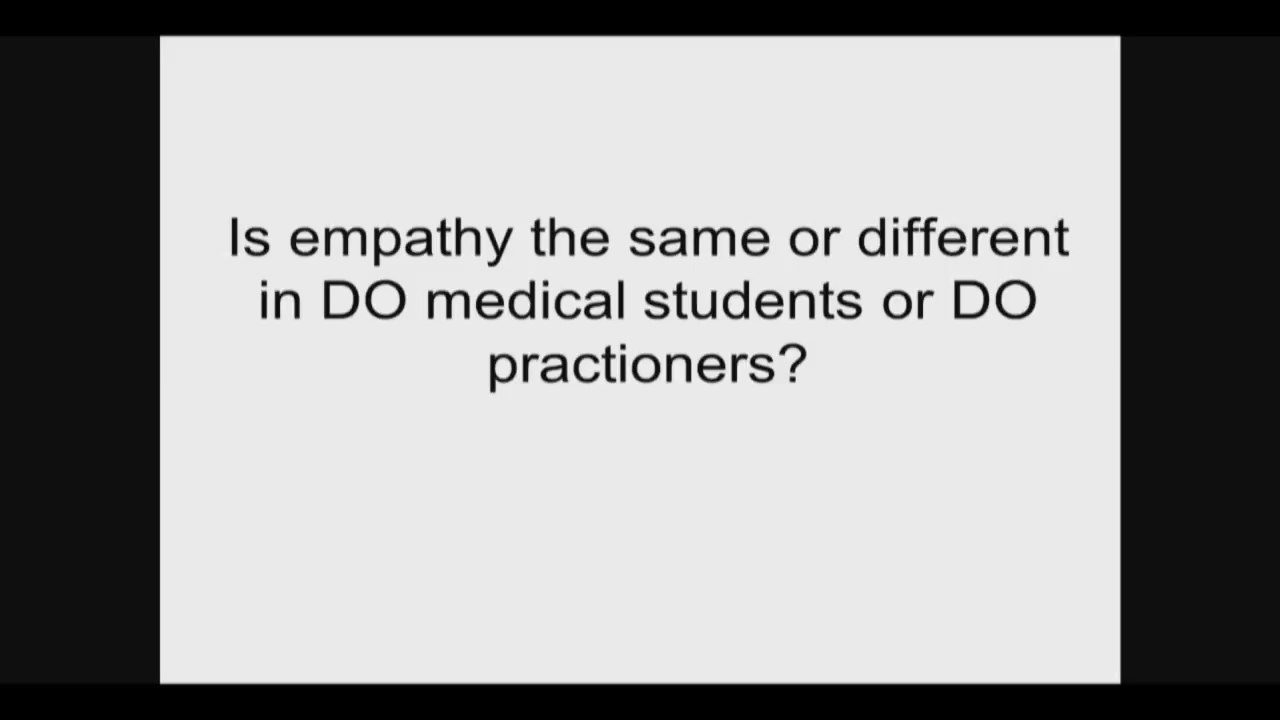 Is empathy the same or different
in DO medical students or DO
practioners?